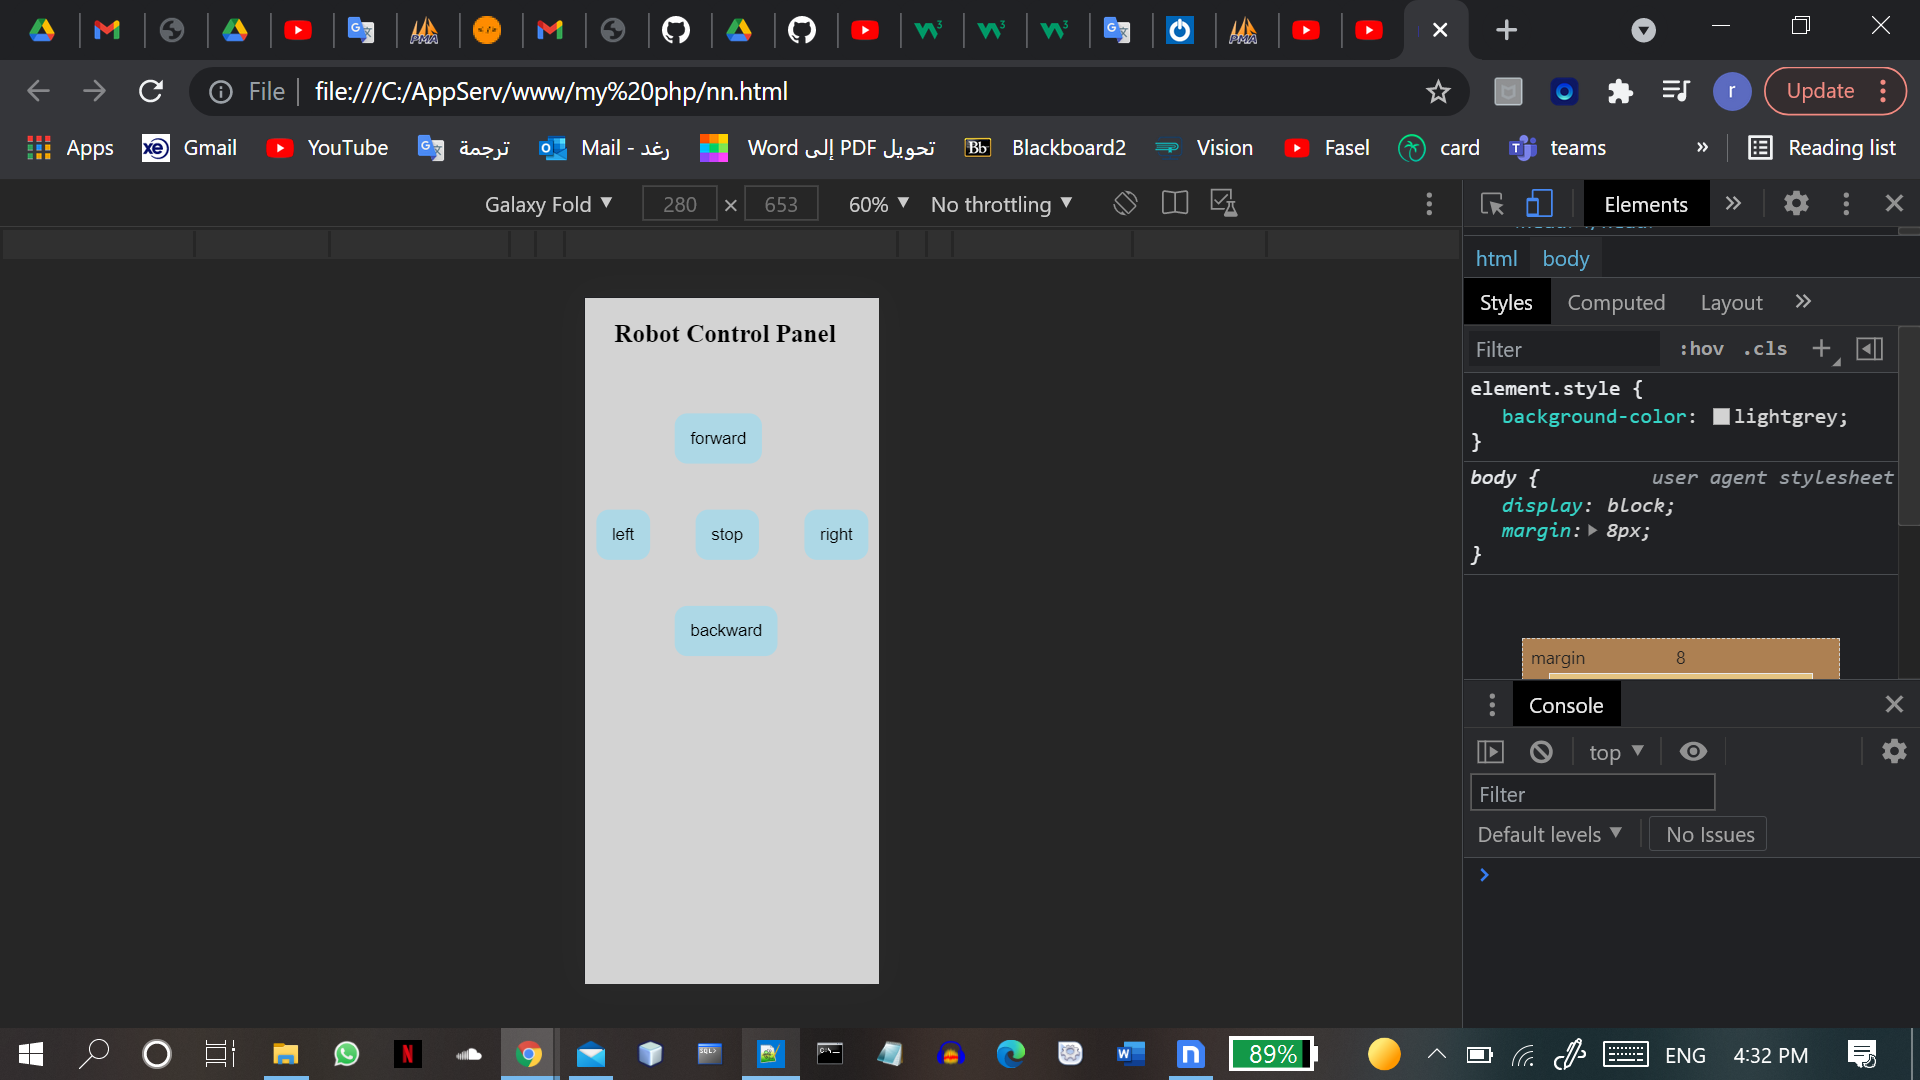 File file:///C:/AppServ/www/my%20php/nn.html r Update
Apps Gmail YouTube ترجمة Mail - رغد تحويل PDF إلى Word Blackboard2 Vision Fasel card teams » Reading list
Galaxy Fold 280 × 653 60% No throttling
Elements »
html body
Styles Computed Layout »
Filter :hov .cls +
element.style {
background-color: lightgrey;
}
body { user agent stylesheet
display: block;
margin: 8px;
}
margin 8
Console
top
Filter
Default levels No Issues
Robot Control Panel
forward
left stop right
backward
89% ENG 4:32 PM